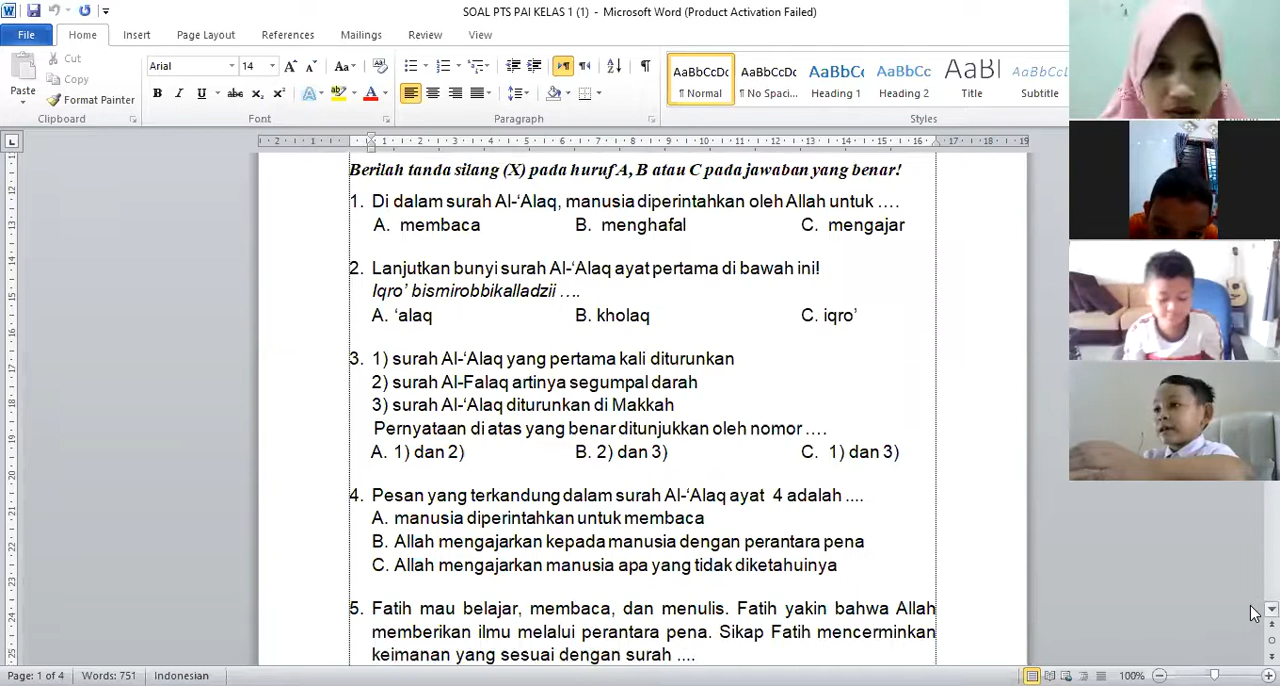 SOAL PTS PAI KELAS 1 (1) - Microsoft Word (Product Activation Failed)
File Home Insert Page Layout References Mailings Review View
Paste
Cut
Copy
Format Painter
Clipboard
Arial 14
Font
Paragraph
AaBbCcDc AaBbCcDc AaBbCc AaBbCc AaBl AaBbCc
¶ Normal ¶ No Spaci... Heading 1 Heading 2 Title Subtitle
Styles
Berilah tanda silang (X) pada huruf A, B atau C pada jawaban yang benar!
1. Di dalam surah Al-‘Alaq, manusia diperintahkan oleh Allah untuk ….
A. membaca B. menghafal C. mengajar
2. Lanjutkan bunyi surah Al-‘Alaq ayat pertama di bawah ini!
Iqro’ bismirobbikalladzii ….
A. ‘alaq B. kholaq C. iqro’
3. 1) surah Al-‘Alaq yang pertama kali diturunkan
2) surah Al-Falaq artinya segumpal darah
3) surah Al-‘Alaq diturunkan di Makkah
Pernyataan di atas yang benar ditunjukkan oleh nomor ….
A. 1) dan 2) B. 2) dan 3) C. 1) dan 3)
4. Pesan yang terkandung dalam surah Al-‘Alaq ayat 4 adalah ....
A. manusia diperintahkan untuk membaca
B. Allah mengajarkan kepada manusia dengan perantara pena
C. Allah mengajarkan manusia apa yang tidak diketahuinya
5. Fatih mau belajar, membaca, dan menulis. Fatih yakin bahwa Allah
memberikan ilmu melalui perantara pena. Sikap Fatih mencerminkan
keimanan yang sesuai dengan surah ....
Page: 1 of 4 Words: 751 Indonesian 100%